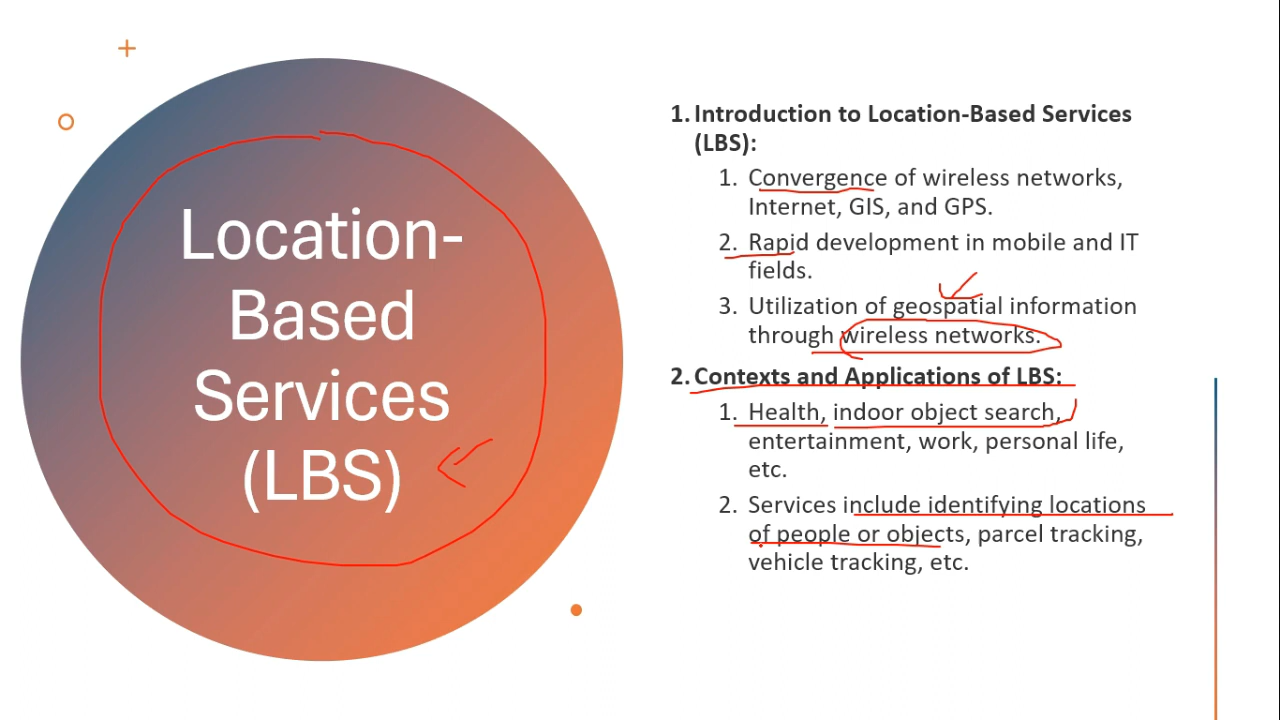 Location-
Based
Services
(LBS)
1. Introduction to Location-Based Services
(LBS):
1. Convergence of wireless networks,
Internet, GIS, and GPS.
2. Rapid development in mobile and IT
fields.
3. Utilization of geospatial information
through wireless networks.
2. Contexts and Applications of LBS:
1. Health, indoor object search,
entertainment, work, personal life,
etc.
2. Services include identifying locations
of people or objects, parcel tracking,
vehicle tracking, etc.